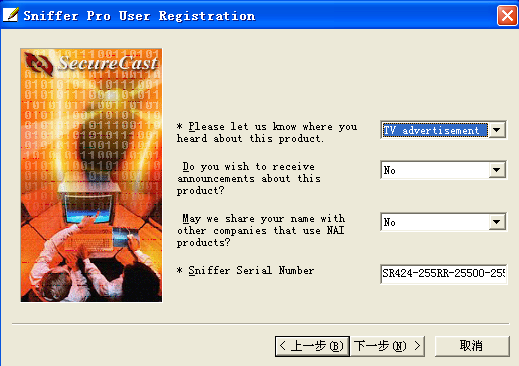 Sniffer Pro User Registration
SecureCast
* Please let us know where you
heard about this product.
TV advertisement
Do you wish to receive
announcements about this
product?
No
May we share your name with
other companies that use NAI
products?
No
* Sniffer Serial Number
SR424-255RR-25500-255
< 上一步(B)
下一步(N) >
取消